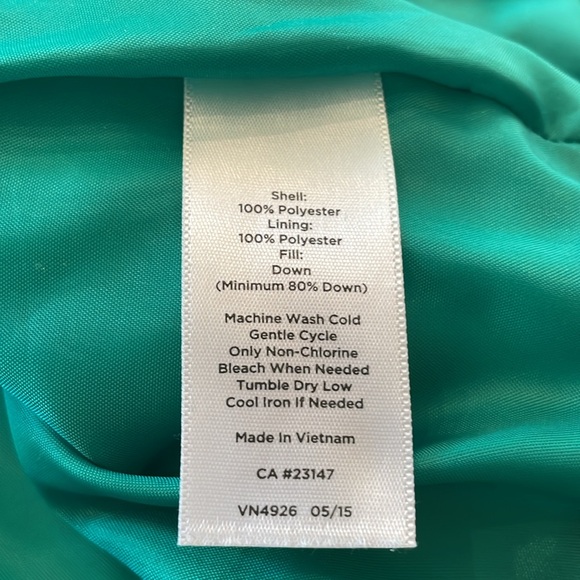 Shell:
100% Polyester
Lining:
100% Polyester
Fill:
Down
(Minimum 80% Down)
Machine Wash Cold
Gentle Cycle
Only Non-Chlorine
Bleach When Needed
Tumble Dry Low
Cool Iron If Needed
Made In Vietnam
CA #23147
VN4926 05/15